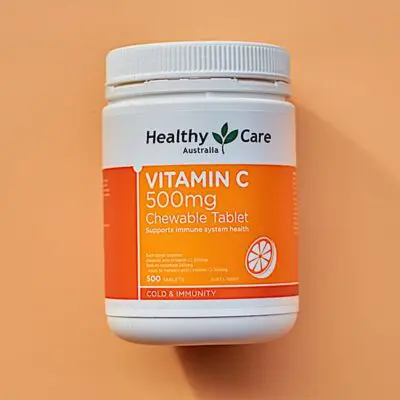 Healthy Care
Australia
VITAMIN C
500mg
Chewable Tablet
Supports immune system health
500 TABLETS
COLD & IMMUNITY